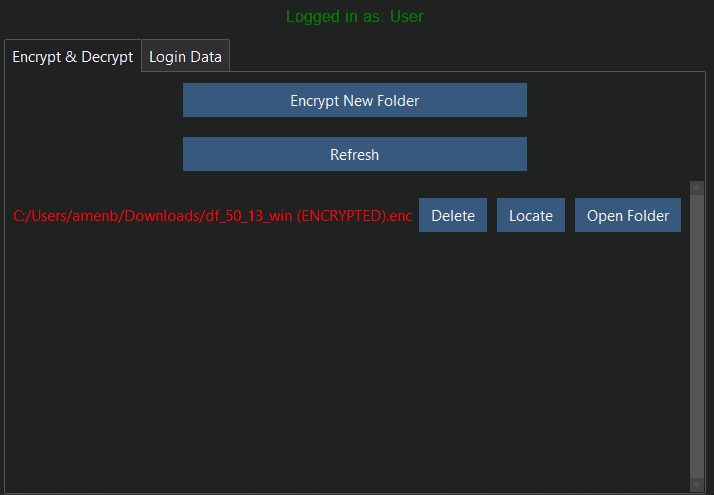 Logged in as: User
Encrypt & Decrypt Login Data
Encrypt New Folder
Refresh
C:/Users/amenb/Downloads/df_50_13_win (ENCRYPTED).enc Delete Locate Open Folder